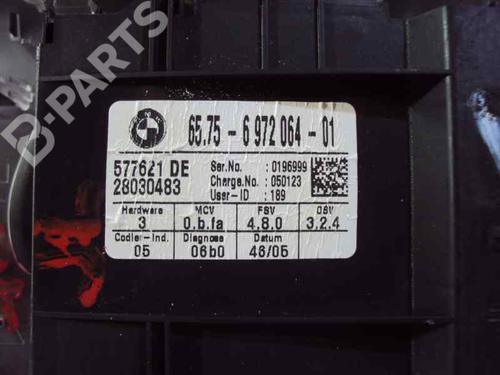 B-PARTS
BMW
65.75 - 6 972 064 - 01
577621 DE
28030483
Ser.No. : 0196999
Charge.No. : 050123
User-ID : 189
Hardware MCV FSV OSV
3 0.b.fa 4.8.0 3.2.4
Codier-Ind. Diagnose Datum
05 06b0 46/05
B-PARTS